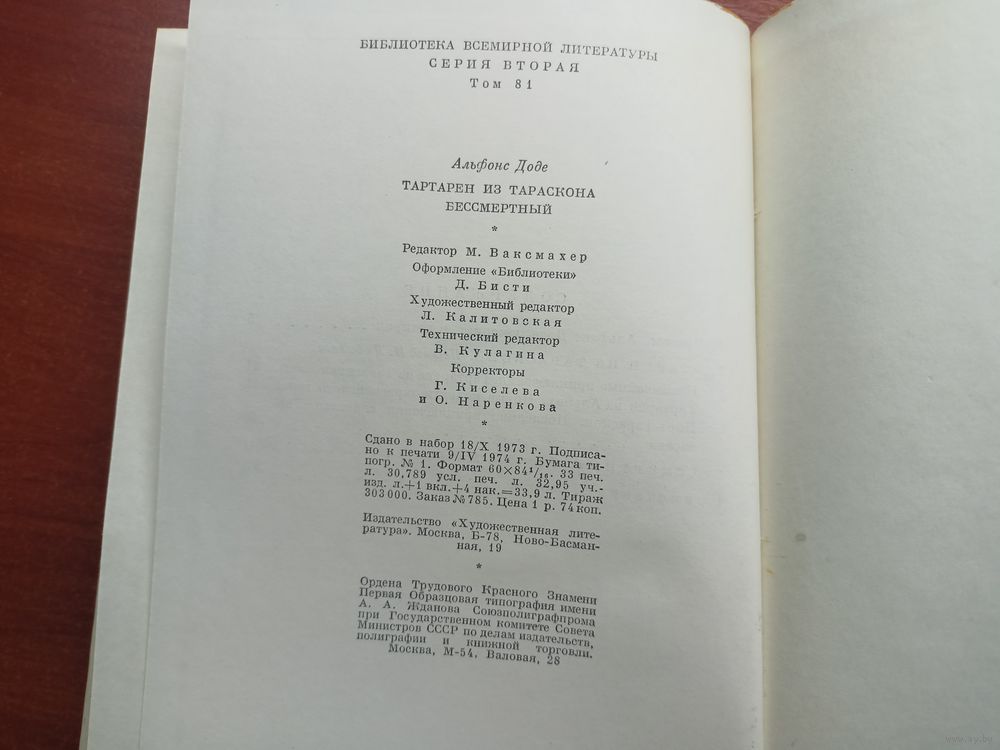 БИБЛИОТЕКА ВСЕМИРНОЙ ЛИТЕРАТУРЫ
СЕРИЯ ВТОРАЯ
Том 81
Альфонс Доде
ТАРТАРЕН ИЗ ТАРАСКОНА
БЕССМЕРТНЫЙ
*
Редактор М. Ваксмахер
Оформление «Библиотеки»
Д. Бисти
Художественный редактор
Л. Калитовская
Технический редактор
В. Кулагина
Корректоры
Г. Киселева
и О. Наренкова
*
Сдано в набор 18/X 1973 г. Подписа-
но к печати 9/IV 1974 г. Бумага ти-
погр. № 1. Формат 60×84¹/₁₆. 33 печ.
л. 30,789 усл. печ. л. 32,95 уч.-
изд. л.+1 вкл.+4 нак.=33,9 л. Тираж
303 000. Заказ № 785. Цена 1 р. 74 коп.
Издательство «Художественная лите-
ратура». Москва, Б-78, Ново-Басман-
ная, 19
*
Ордена Трудового Красного Знамени
Первая Образцовая типография имени
А. А. Жданова Союзполиграфпрома
при Государственном комитете Совета
Министров СССР по делам издательств,
полиграфии и книжной торговли.
Москва, М-54, Валовая, 28
www.ay.by